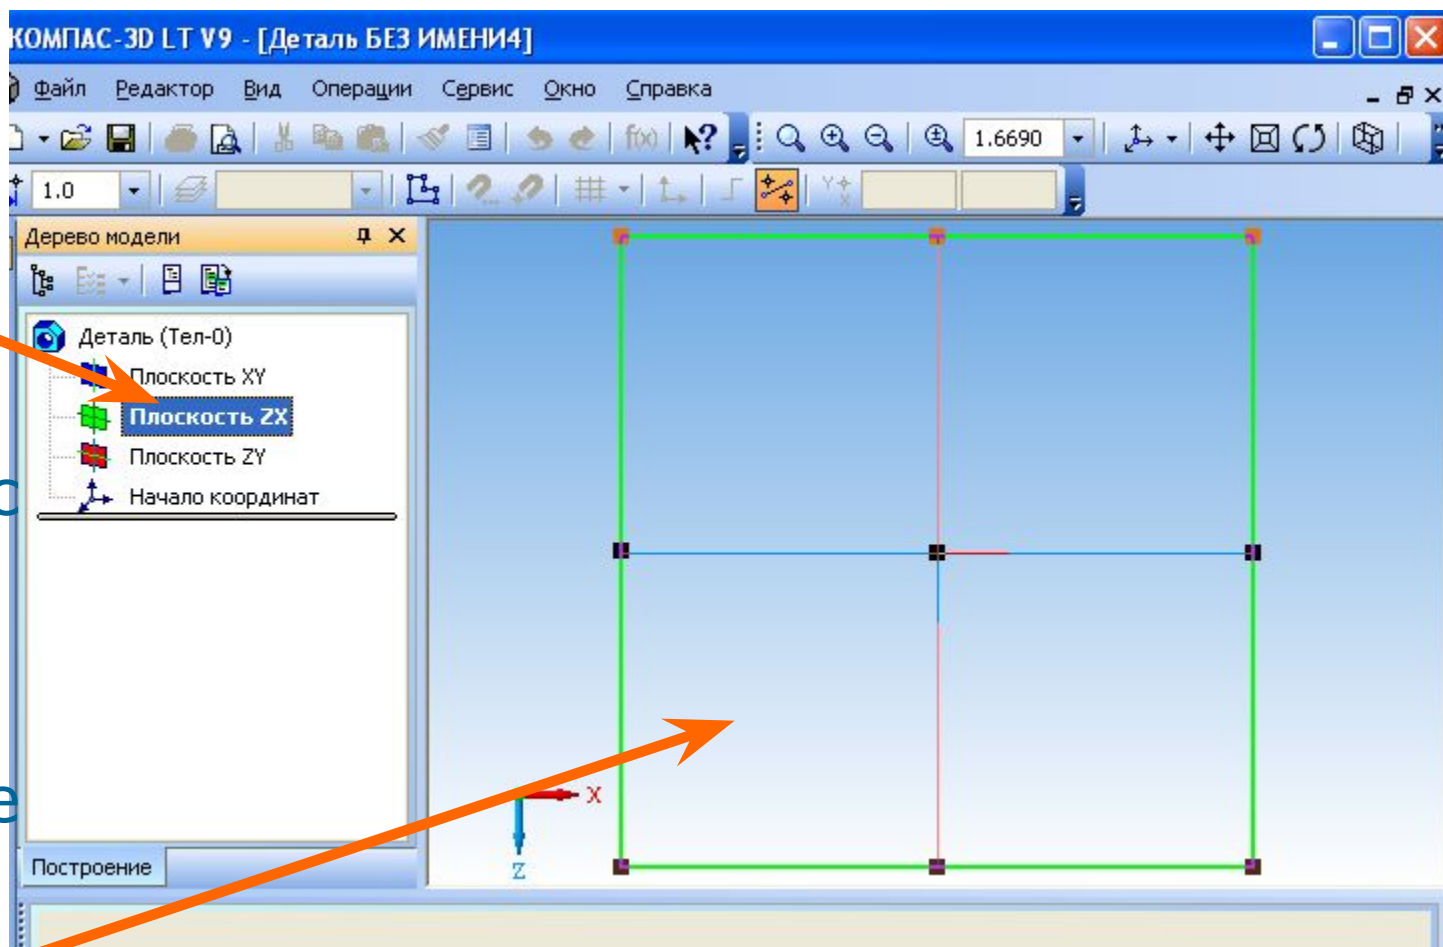 КОМПАС-3D LT V9 - [Деталь БЕЗ ИМЕНИ4]
Файл Редактор Вид Операции Сервис Окно Справка
f(x) 1.6690
1.0
Дерево модели
Деталь (Тел-0)
Плоскость XY
Плоскость ZX
Плоскость ZY
Начало координат
с
е
X
Z
Построение